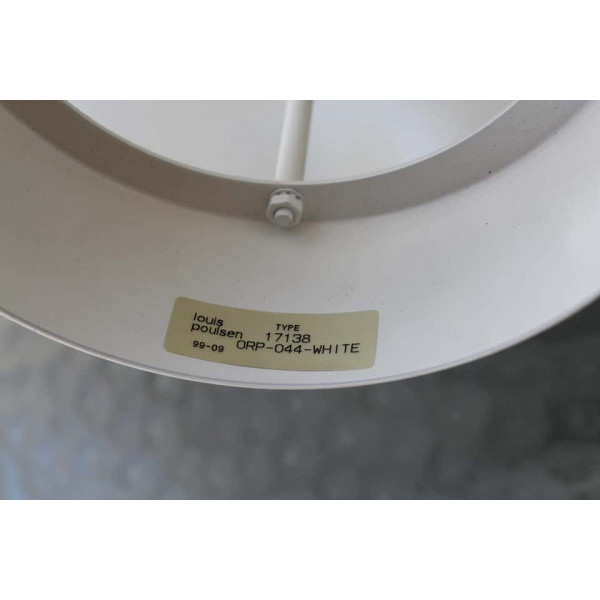 louis
poulsen
TYPE
17138
99-09 ORP-044-WHITE